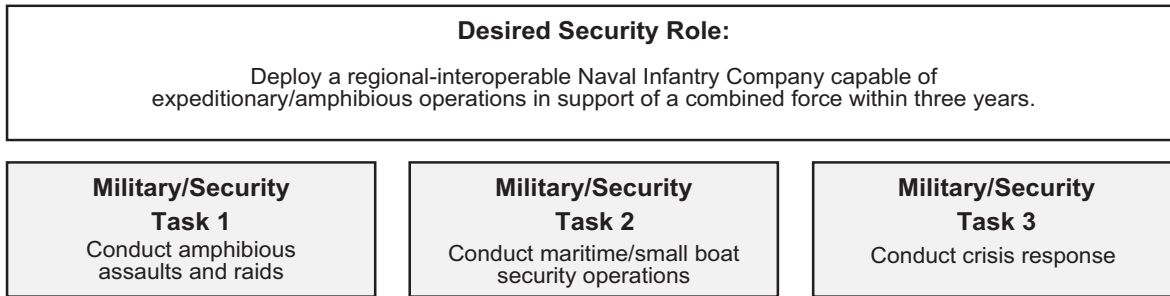 Desired Security Role:
Deploy a regional-interoperable Naval Infantry Company capable of
expeditionary/amphibious operations in support of a combined force within three years.
Military/Security
Task 1
Conduct amphibious
assaults and raids
Military/Security
Task 2
Conduct maritime/small boat
security operations
Military/Security
Task 3
Conduct crisis response